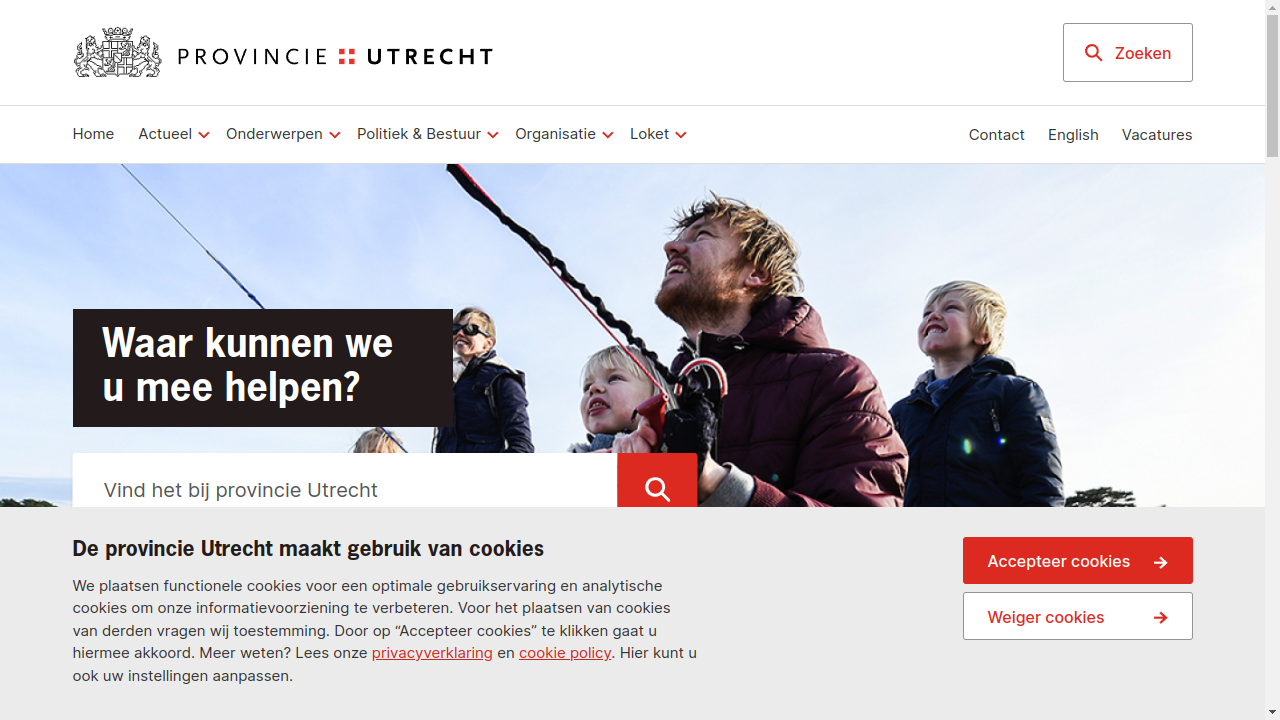 PROVINCIE UTRECHT
Zoeken
Home Actueel Onderwerpen Politiek & Bestuur Organisatie Loket Contact English Vacatures
Waar kunnen we
u mee helpen?
Vind het bij provincie Utrecht
De provincie Utrecht maakt gebruik van cookies
We plaatsen functionele cookies voor een optimale gebruikservaring en analytische
cookies om onze informatievoorziening te verbeteren. Voor het plaatsen van cookies
van derden vragen wij toestemming. Door op “Accepteer cookies” te klikken gaat u
hiermee akkoord. Meer weten? Lees onze privacyverklaring en cookie policy. Hier kunt u
ook uw instellingen aanpassen.
Accepteer cookies
Weiger cookies